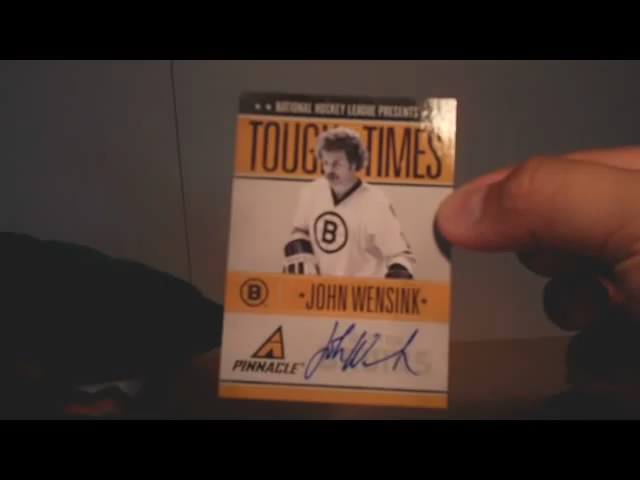 NATIONAL HOCKEY LEAGUE PRESENTS
TOUGH TIMES
B
B
JOHN WENSINK
PINNACLE